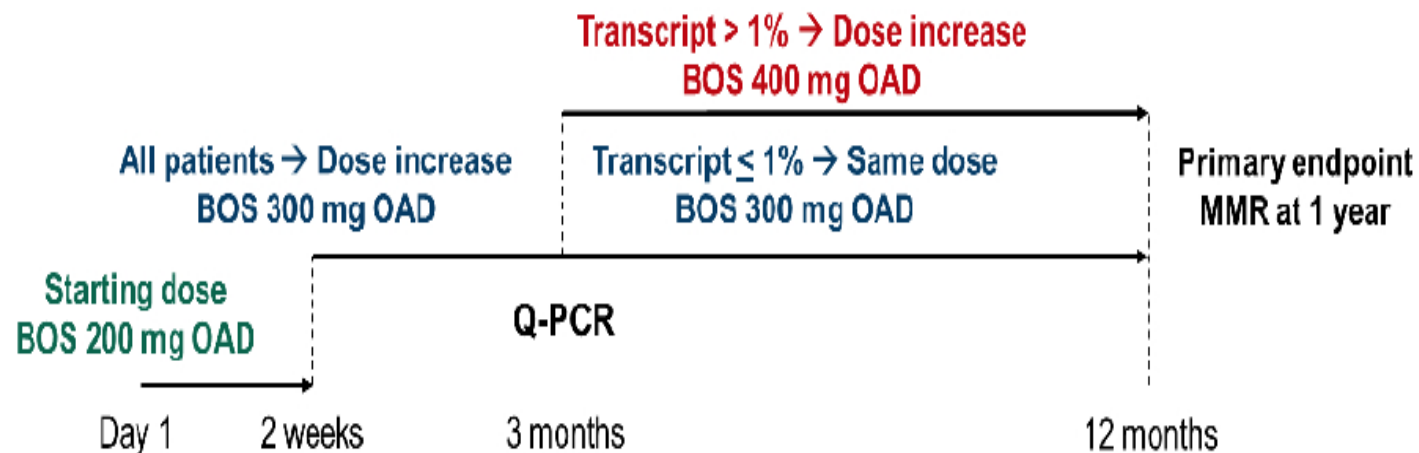 Transcript > 1% → Dose increase
BOS 400 mg OAD
All patients → Dose increase
BOS 300 mg OAD
Transcript ≤ 1% → Same dose
BOS 300 mg OAD
Primary endpoint
MMR at 1 year
Starting dose
BOS 200 mg OAD
Q-PCR
Day 1
2 weeks
3 months
12 months